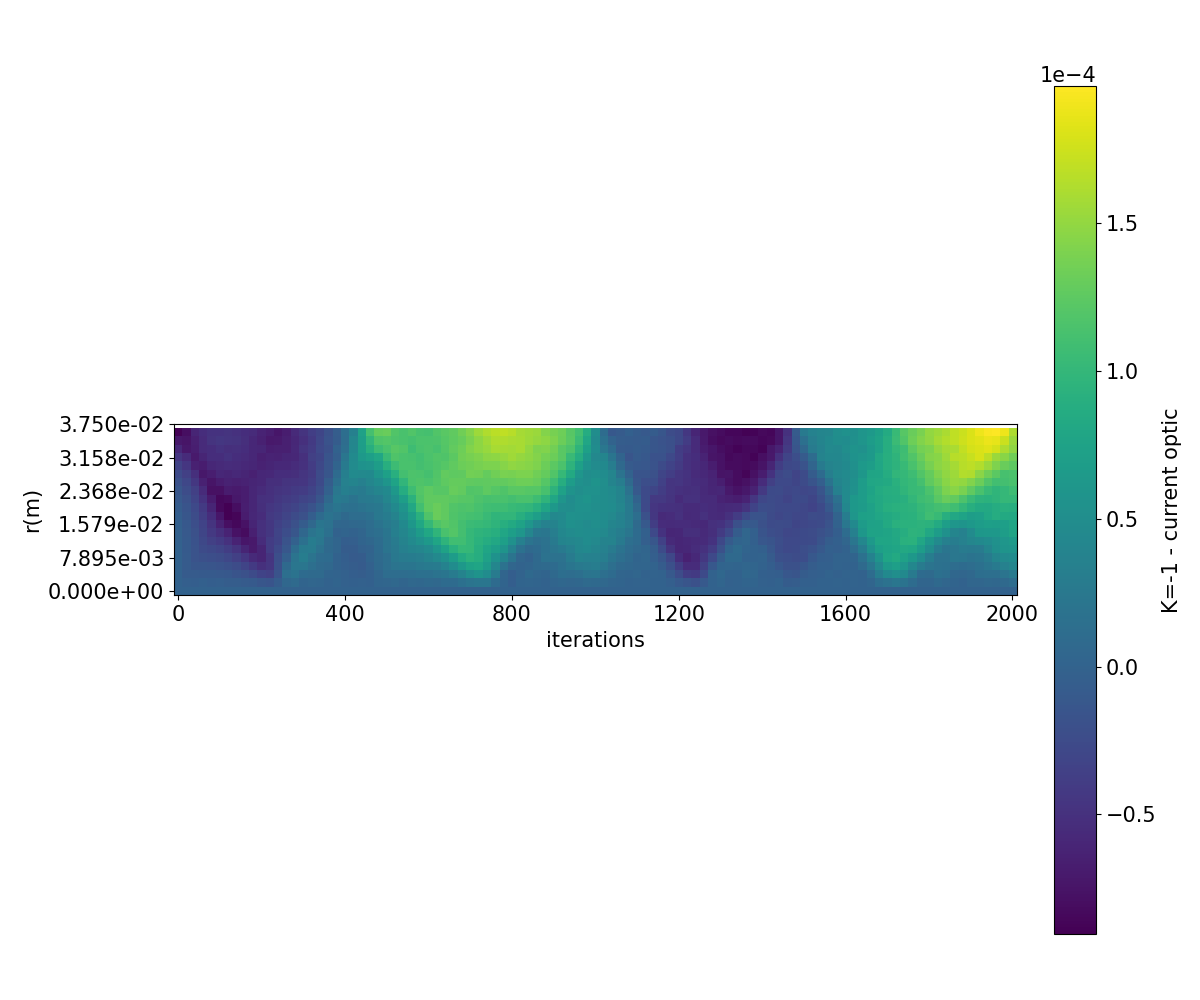 1e−4
1.5
1.0
0.5
0.0
−0.5
K=-1 - current optic
3.750e-02
3.158e-02
2.368e-02
1.579e-02
7.895e-03
0.000e+00
r(m)
0 400 800 1200 1600 2000
iterations